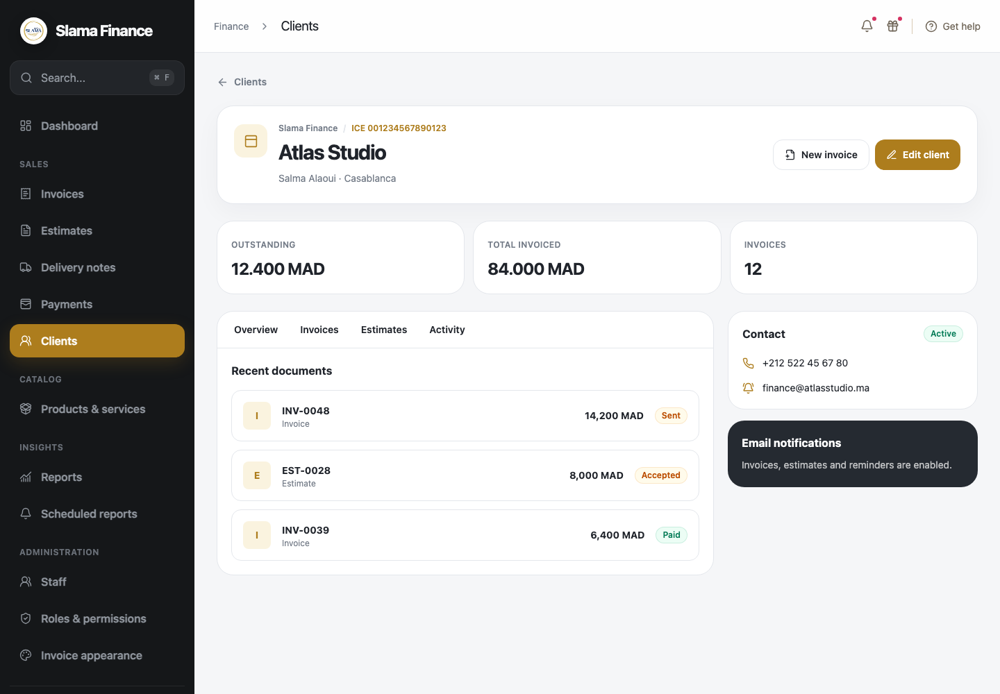 SLAMA
Slama Finance
Search...
⌘ F
Dashboard
SALES
Invoices
Estimates
Delivery notes
Payments
Clients
CATALOG
Products & services
INSIGHTS
Reports
Scheduled reports
ADMINISTRATION
Staff
Roles & permissions
Invoice appearance
Finance > Clients
Get help
← Clients
Slama Finance / ICE 001234567890123
Atlas Studio
Salma Alaoui · Casablanca
New invoice
Edit client
OUTSTANDING
12.400 MAD
TOTAL INVOICED
84.000 MAD
INVOICES
12
Overview Invoices Estimates Activity
Recent documents
I
INV-0048
Invoice
14,200 MAD
Sent
E
EST-0028
Estimate
8,000 MAD
Accepted
I
INV-0039
Invoice
6,400 MAD
Paid
Contact
Active
+212 522 45 67 80
finance@atlasstudio.ma
Email notifications
Invoices, estimates and reminders are enabled.